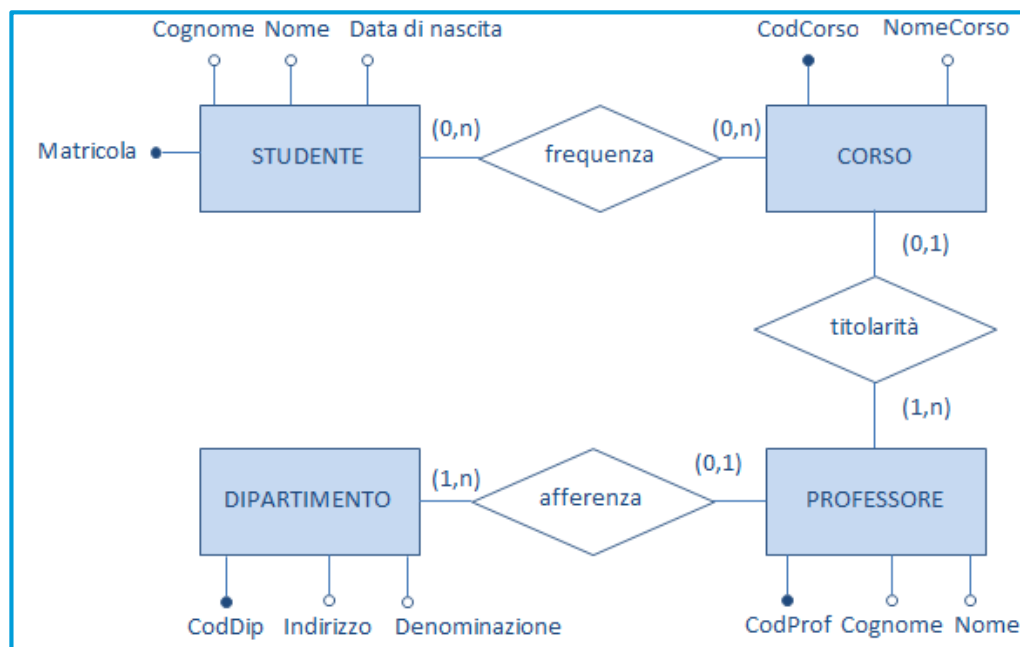 Cognome Nome Data di nascita
CodCorso NomeCorso
Matricola STUDENTE (0,n) frequenza (0,n) CORSO
(0,1)
titolarità
(1,n)
DIPARTIMENTO (1,n) afferenza (0,1) PROFESSORE
CodDip Indirizzo Denominazione
CodProf Cognome Nome